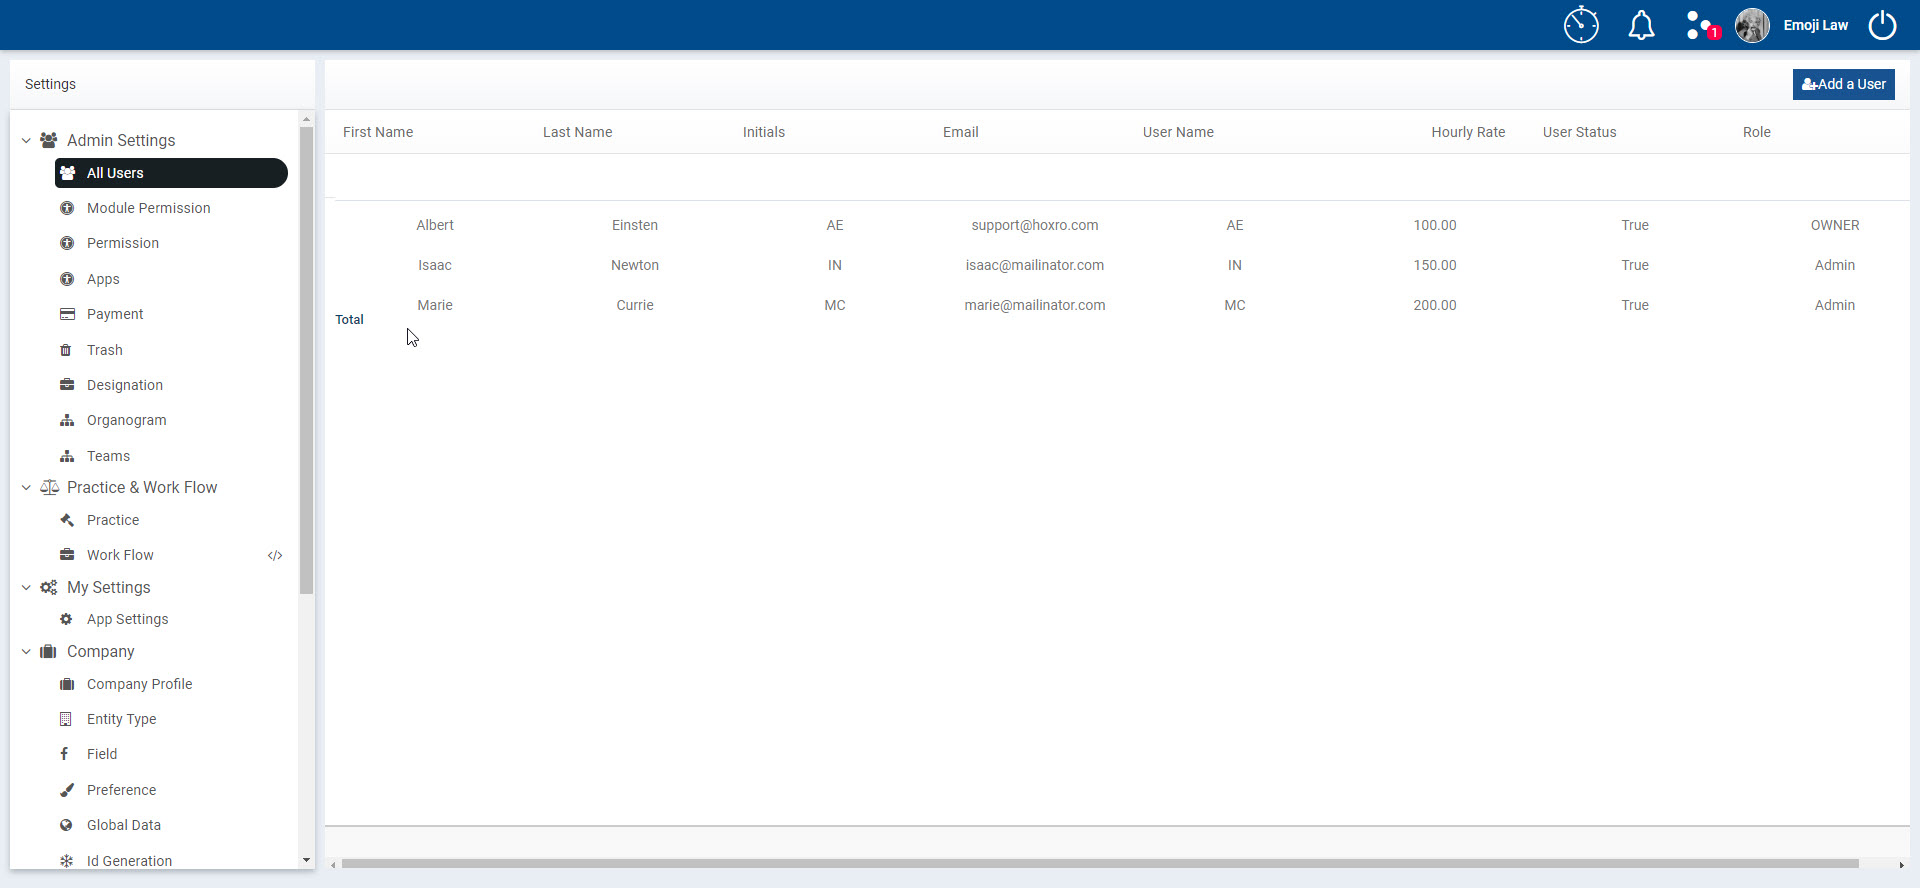 1 Emoji Law
Settings
Add a User
First Name Last Name Initials Email User Name Hourly Rate User Status Role
Admin Settings
All Users
Module Permission
Permission
Apps
Payment
Trash
Designation
Organogram
Teams
Practice & Work Flow
Practice
Work Flow </>
My Settings
App Settings
Company
Company Profile
Entity Type
Field
Preference
Global Data
Id Generation
Albert Einsten AE support@hoxro.com AE 100.00 True OWNER
Isaac Newton IN isaac@mailinator.com IN 150.00 True Admin
Marie Currie MC marie@mailinator.com MC 200.00 True Admin
Total